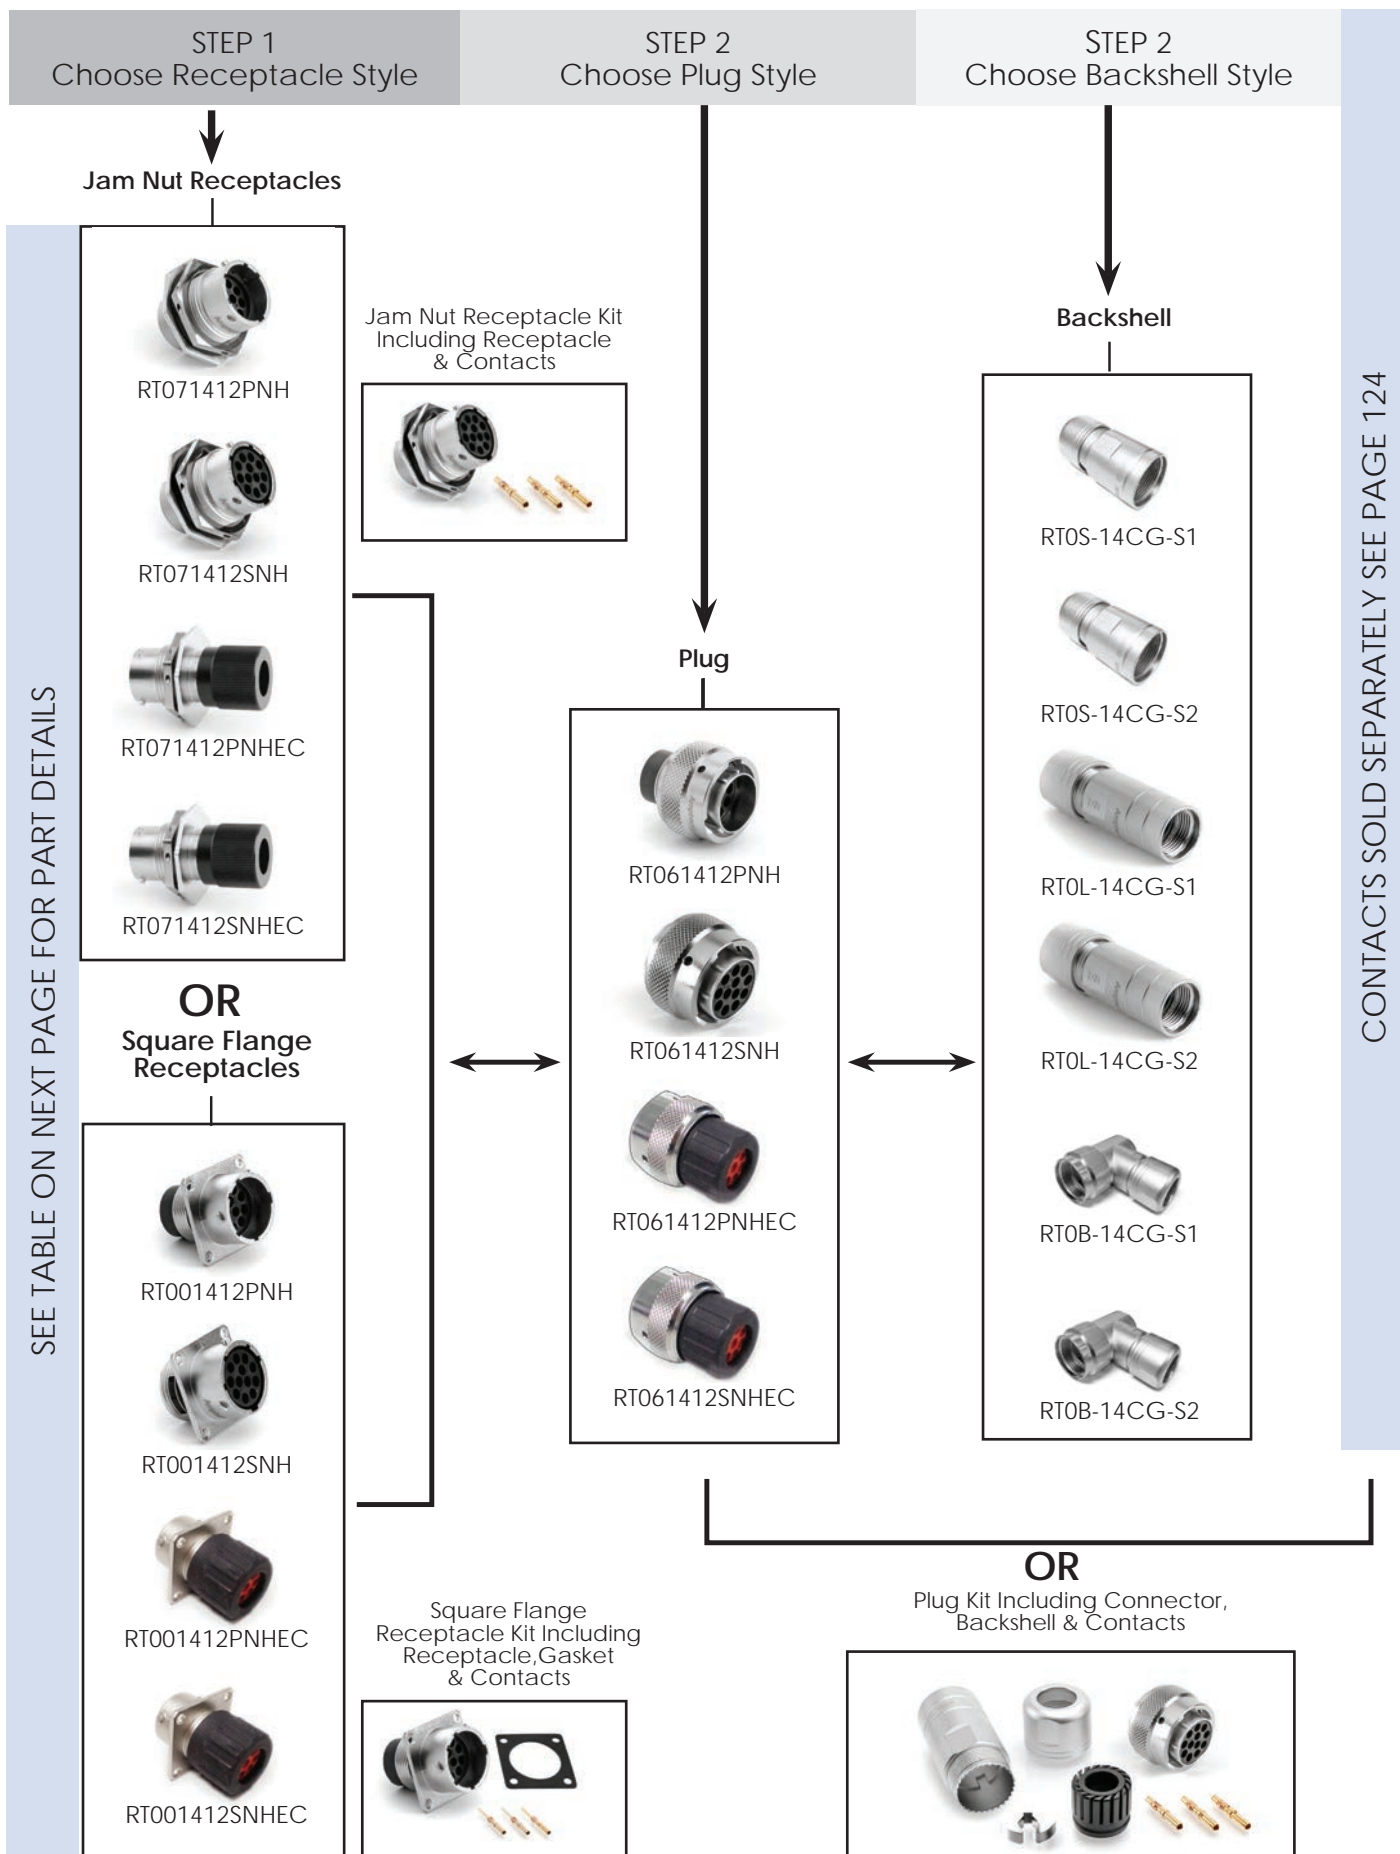 STEP 1
Choose Receptacle Style
STEP 2
Choose Plug Style
STEP 2
Choose Backshell Style
SEE TABLE ON NEXT PAGE FOR PART DETAILS
Jam Nut Receptacles
RT071412PNH
RT071412SNH
RT071412PNHEC
RT071412SNHEC
Jam Nut Receptacle Kit
Including Receptacle
& Contacts
OR
Square Flange
Receptacles
RT001412PNH
RT001412SNH
RT001412PNHEC
RT001412SNHEC
Square Flange
Receptacle Kit Including
Receptacle,Gasket
& Contacts
Plug
RT061412PNH
RT061412SNH
RT061412PNHEC
RT061412SNHEC
Backshell
RT0S-14CG-S1
RT0S-14CG-S2
RT0L-14CG-S1
RT0L-14CG-S2
RT0B-14CG-S1
RT0B-14CG-S2
OR
Plug Kit Including Connector,
Backshell & Contacts
CONTACTS SOLD SEPARATELY SEE PAGE 124